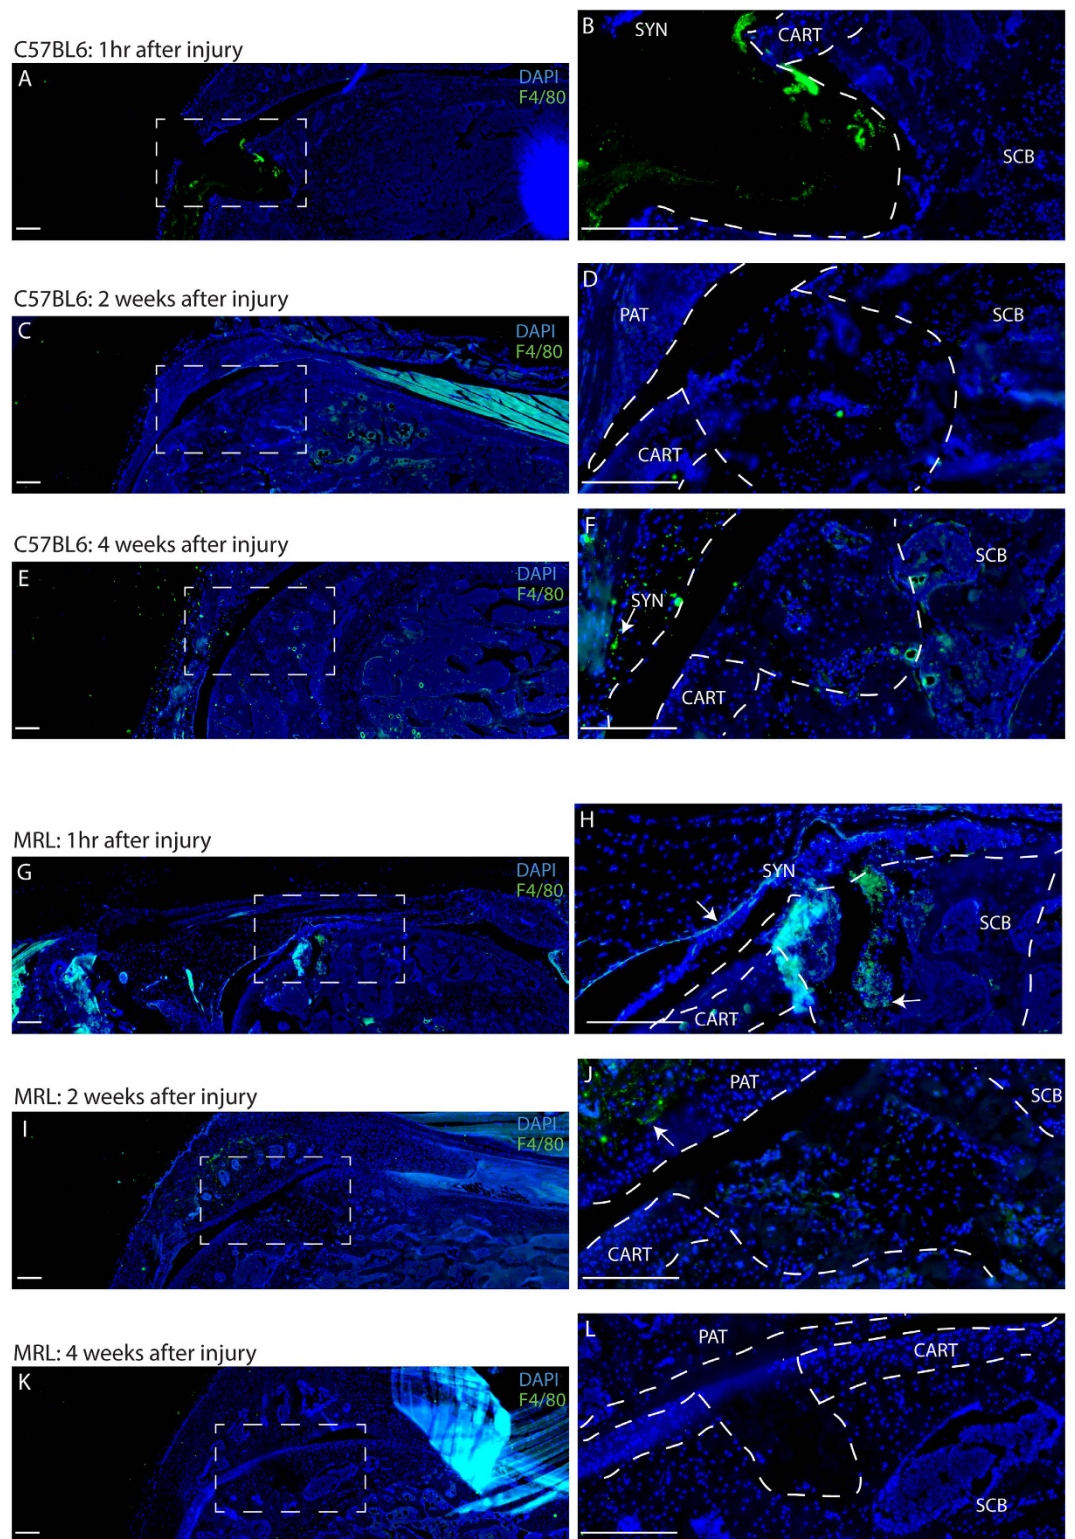 C57BL6: 1hr after injury
A
DAPI
F4/80
B
SYN
CART
SCB
C57BL6: 2 weeks after injury
C
DAPI
F4/80
D
PAT
SCB
CART
C57BL6: 4 weeks after injury
E
DAPI
F4/80
F
SCB
SYN
CART
MRL: 1hr after injury
G
DAPI
F4/80
H
SYN
SCB
CART
MRL: 2 weeks after injury
I
DAPI
F4/80
J
PAT
SCB
CART
MRL: 4 weeks after injury
K
DAPI
F4/80
L
PAT
CART
SCB